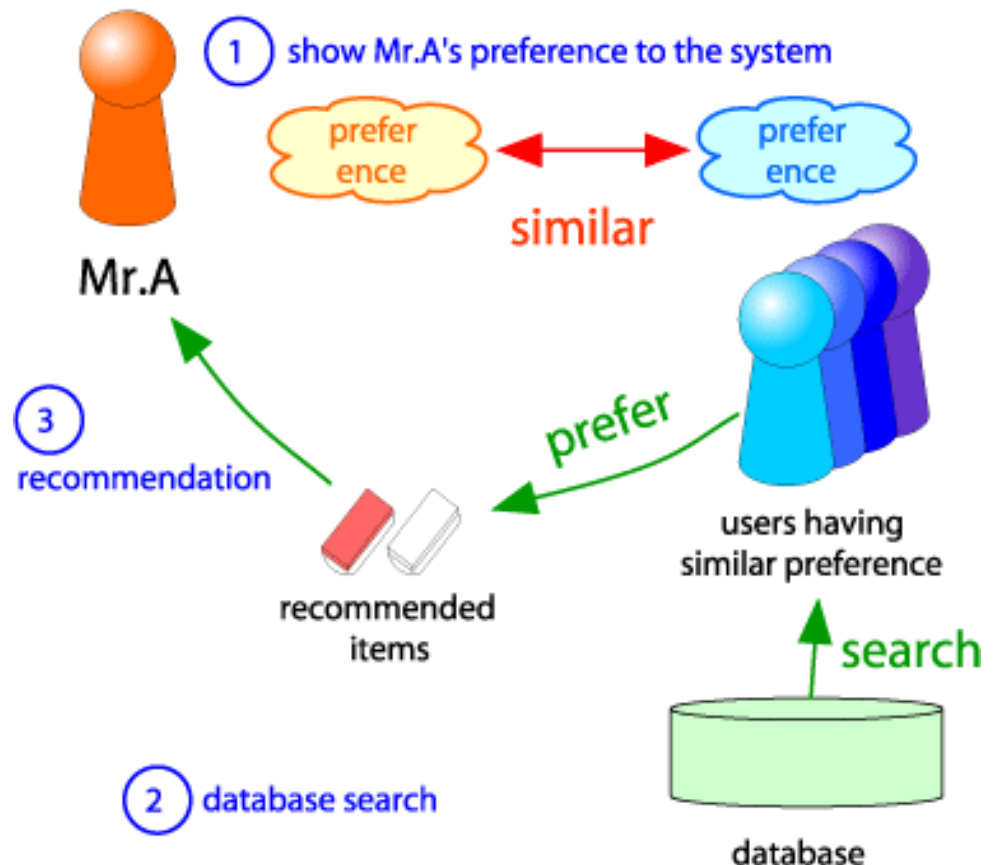 1 show Mr.A's preference to the system
prefer
ence
prefer
ence
similar
Mr.A
3
recommendation
prefer
users having
similar preference
recommended
items
search
2 database search
database